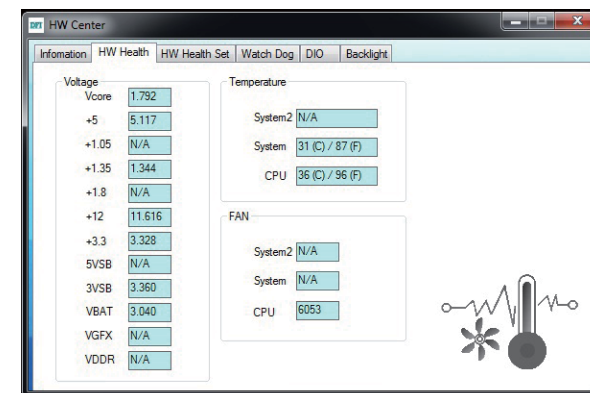 DFI HW Center
Infomation HW Health HW Health Set Watch Dog DIO Backlight
Voltage
Vcore 1.792
+5 5.117
+1.05 N/A
+1.35 1.344
+1.8 N/A
+12 11.616
+3.3 3.328
5VSB N/A
3VSB 3.360
VBAT 3.040
VGFX N/A
VDDR N/A
Temperature
System2 N/A
System 31 (C) / 87 (F)
CPU 36 (C) / 96 (F)
FAN
System2 N/A
System N/A
CPU 6053